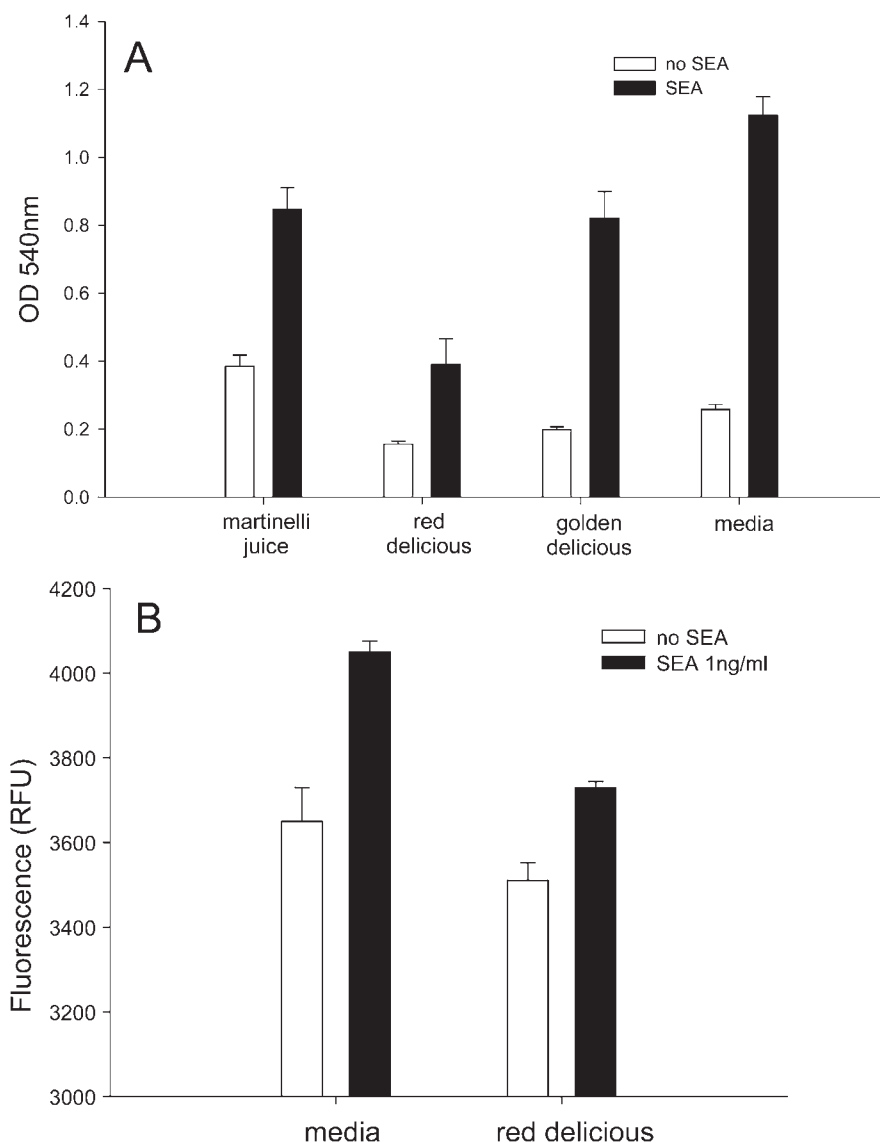 A
no SEA
SEA
OD 540nm
1.4
1.2
1.0
0.8
0.6
0.4
0.2
0.0
martinelli
juice
red
delicious
golden
delicious
media
B
no SEA
SEA 1ng/ml
Fluorescence (RFU)
4200
4000
3800
3600
3400
3200
3000
media
red delicious